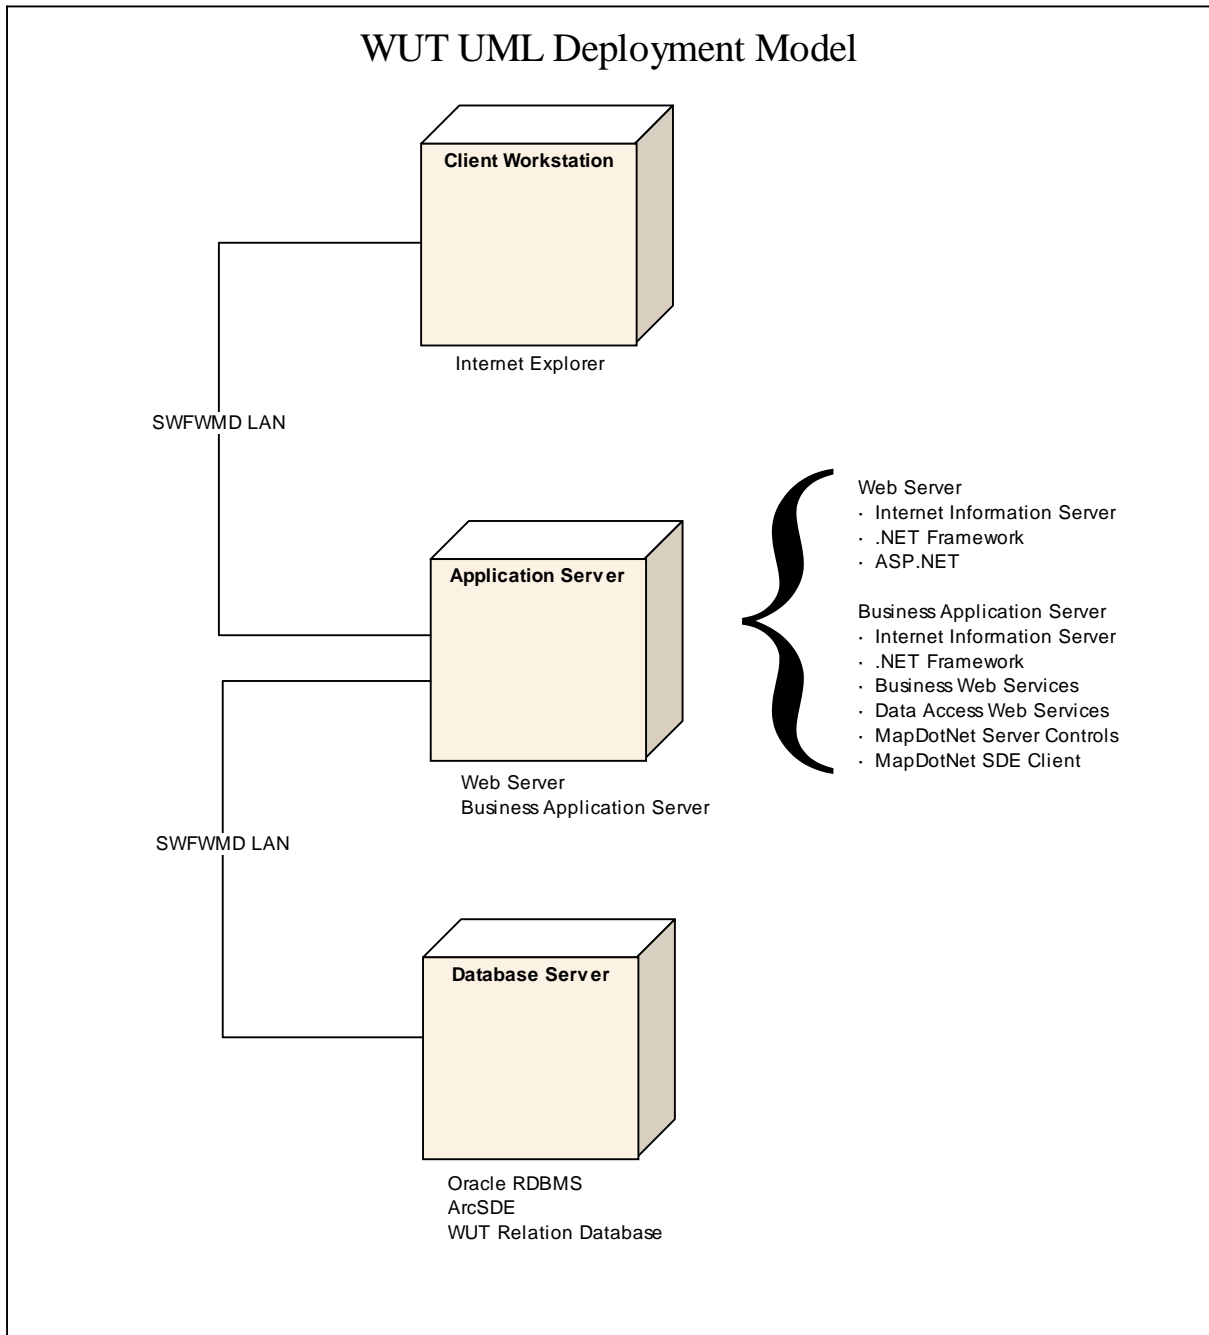 WUT UML Deployment Model
Client Workstation
Internet Explorer
SWFWMD LAN
Application Server
Web Server
Business Application Server
Web Server
· Internet Information Server
· .NET Framework
· ASP.NET
Business Application Server
· Internet Information Server
· .NET Framework
· Business Web Services
· Data Access Web Services
· MapDotNet Server Controls
· MapDotNet SDE Client
SWFWMD LAN
Database Server
Oracle RDBMS
ArcSDE
WUT Relation Database